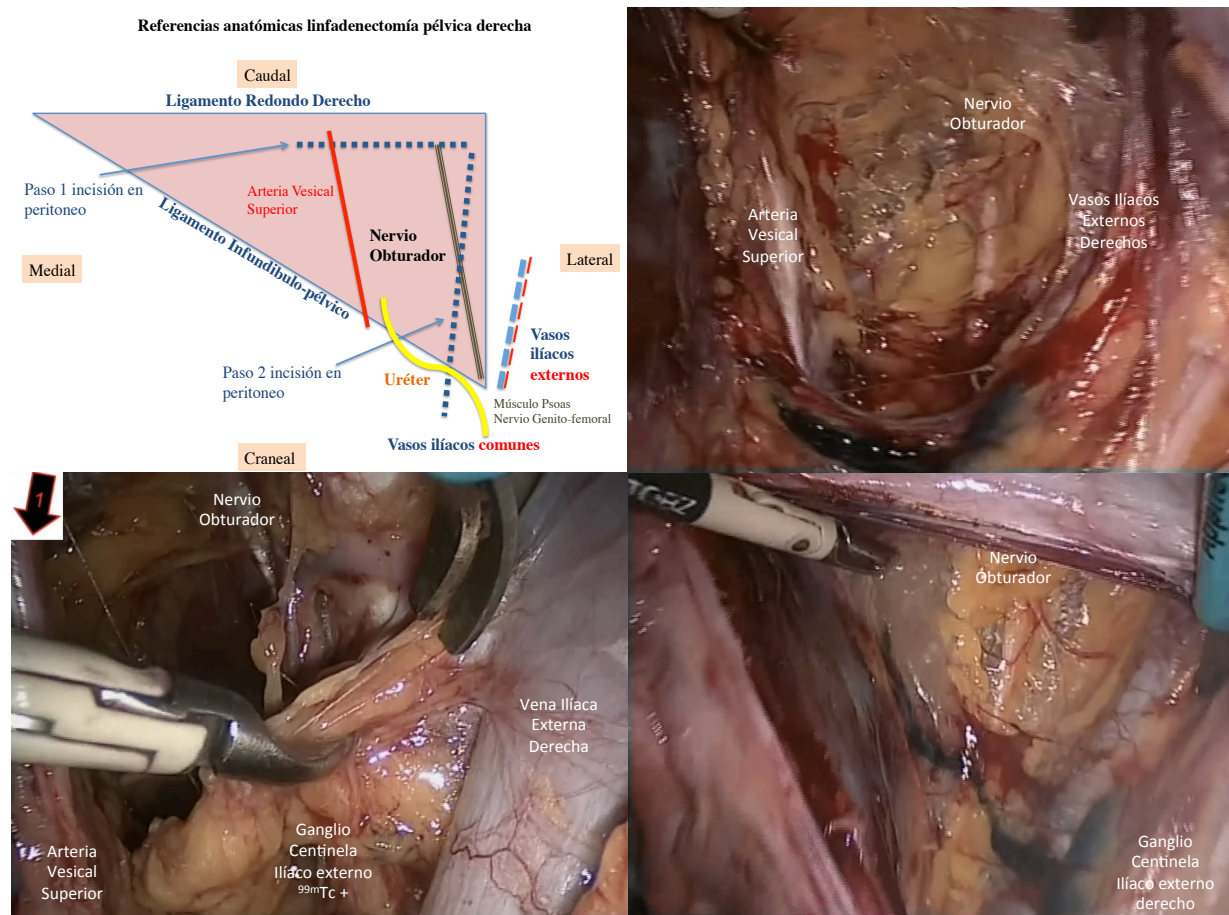 Referencias anatómicas linfadenectomía pélvica derecha
Caudal
Ligamento Redondo Derecho
Paso 1 incisión en
peritoneo
Arteria Vesical
Superior
Ligamento Infundibulo-pélvico
Nervio
Obturador
Medial
Lateral
Paso 2 incisión en
peritoneo
Uréter
Vasos
ilíacos
externos
Músculo Psoas
Nervio Genito-femoral
Vasos ilíacos comunes
Craneal
Nervio
Obturador
Arteria
Vesical
Superior
Vasos Ilíacos
Externos
Derechos
1
Nervio
Obturador
Vena Ilíaca
Externa
Derecha
Arteria
Vesical
Superior
Ganglio
Centinela
Ilíaco externo
99mTc +
Nervio
Obturador
Ganglio
Centinela
Ilíaco externo
derecho